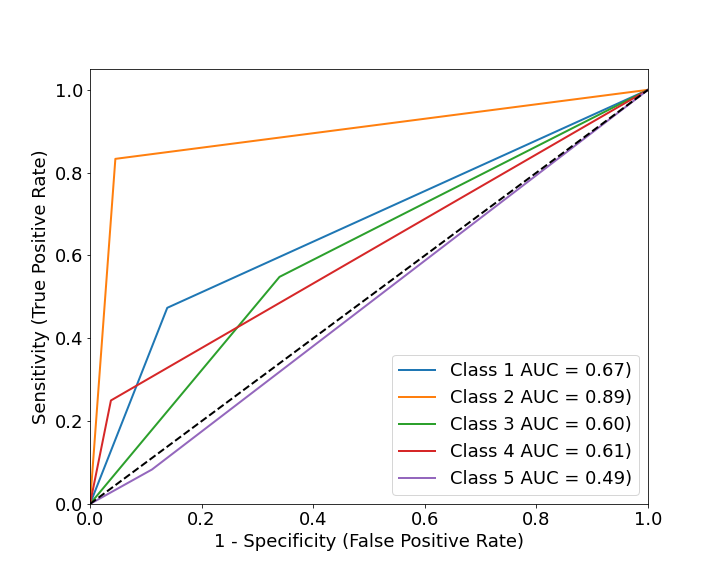 1.0
0.8
0.6
0.4
0.2
0.0
Sensitivity (True Positive Rate)
Class 1 AUC = 0.67)
Class 2 AUC = 0.89)
Class 3 AUC = 0.60)
Class 4 AUC = 0.61)
Class 5 AUC = 0.49)
0.0 0.2 0.4 0.6 0.8 1.0
1 - Specificity (False Positive Rate)